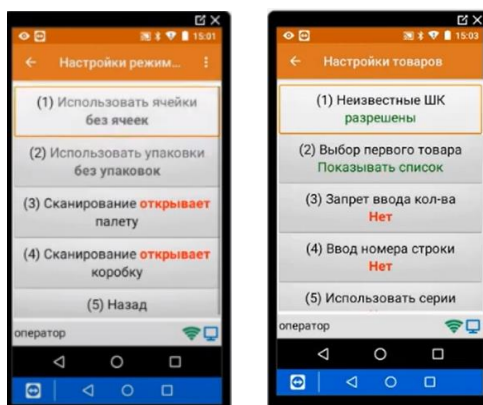 15:01
Настройки режим...
(1) Использовать ячейки
без ячеек
(2) Использовать упаковки
без упаковок
(3) Сканирование открывает
палету
(4) Сканирование открывает
коробку
(5) Назад
оператор
15:03
Настройки товаров
(1) Неизвестные ШК
разрешены
(2) Выбор первого товара
Показывать список
(3) Запрет ввода кол-ва
Нет
(4) Ввод номера строки
Нет
(5) Использовать серии
оператор